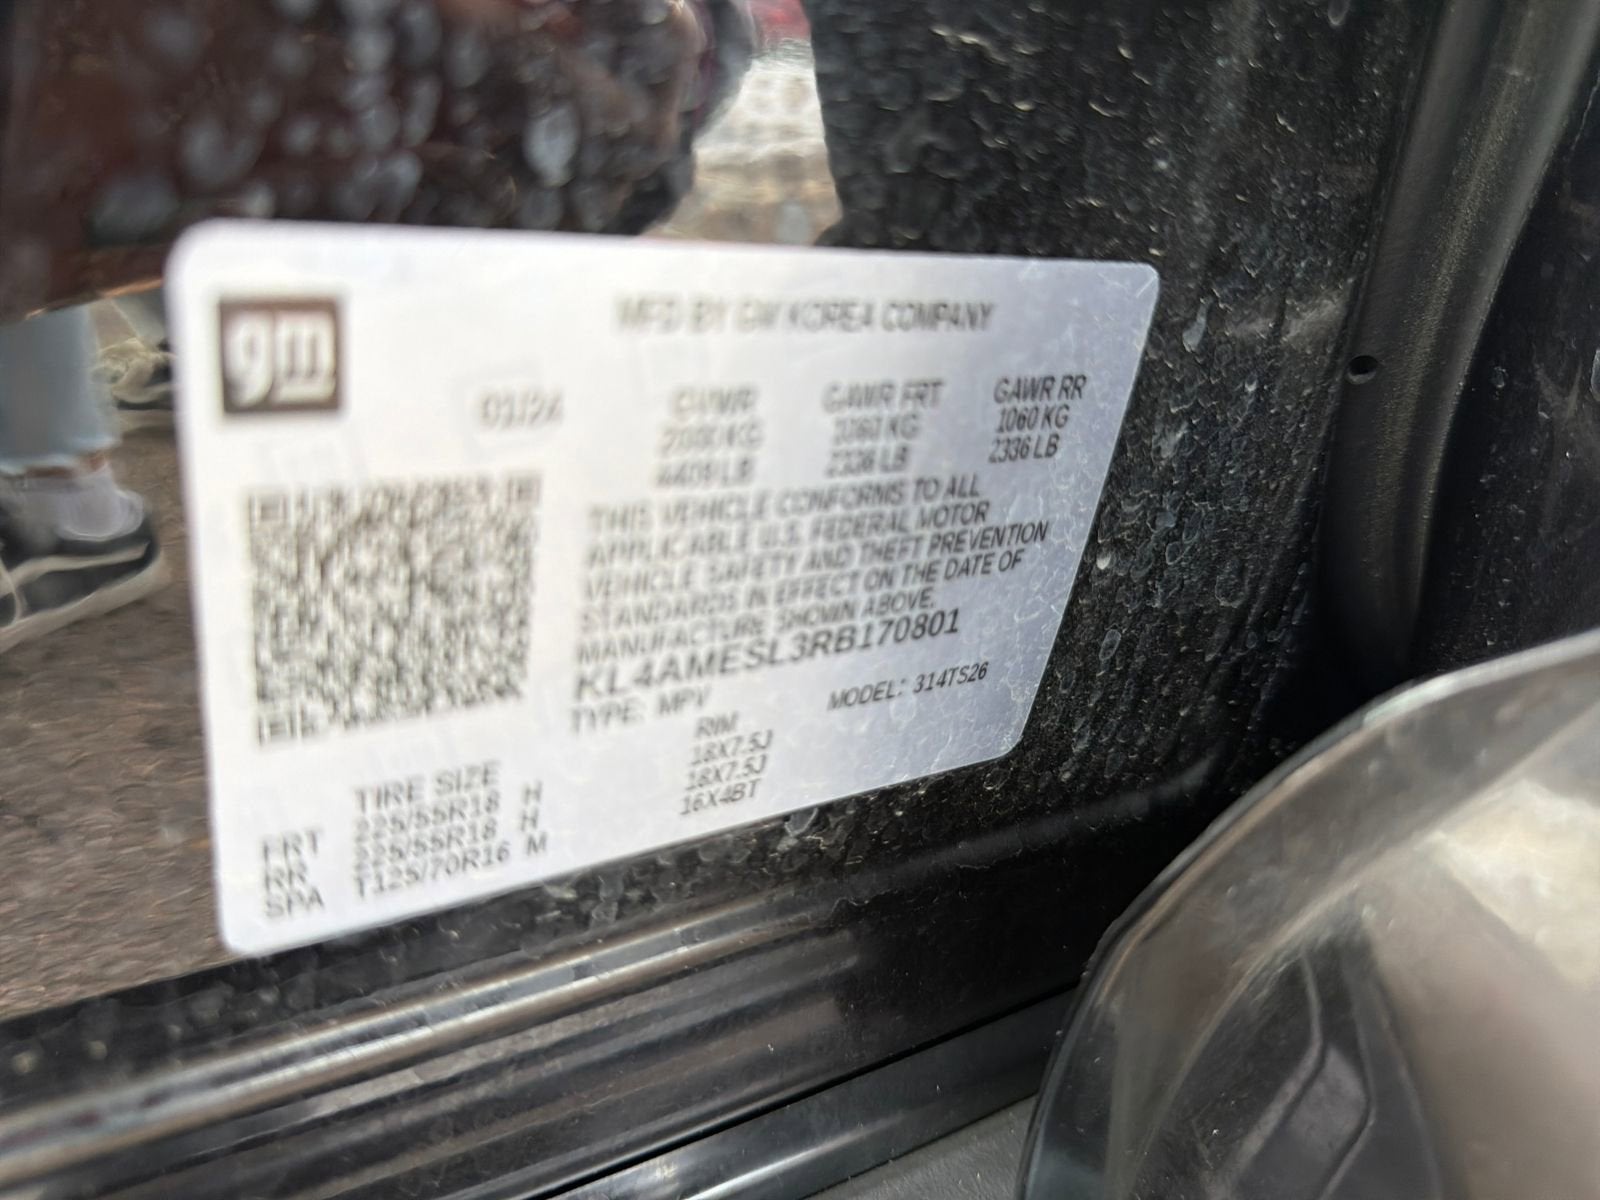 gm
MFD BY GM KOREA COMPANY
01/24
GVWR GAWR FRT GAWR RR
2000 KG 1060 KG 1060 KG
4409 LB 2336 LB 2336 LB
THIS VEHICLE CONFORMS TO ALL
APPLICABLE U.S. FEDERAL MOTOR
VEHICLE SAFETY AND THEFT PREVENTION
STANDARDS IN EFFECT ON THE DATE OF
MANUFACTURE SHOWN ABOVE.
KL4AMESL3RB170801
TYPE: MPV MODEL: 314TS26
TIRE SIZE RIM
FRT 225/55R18 H 18X7.5J
RR 225/55R18 H 18X7.5J
SPA T125/70R16 M 16X4BT